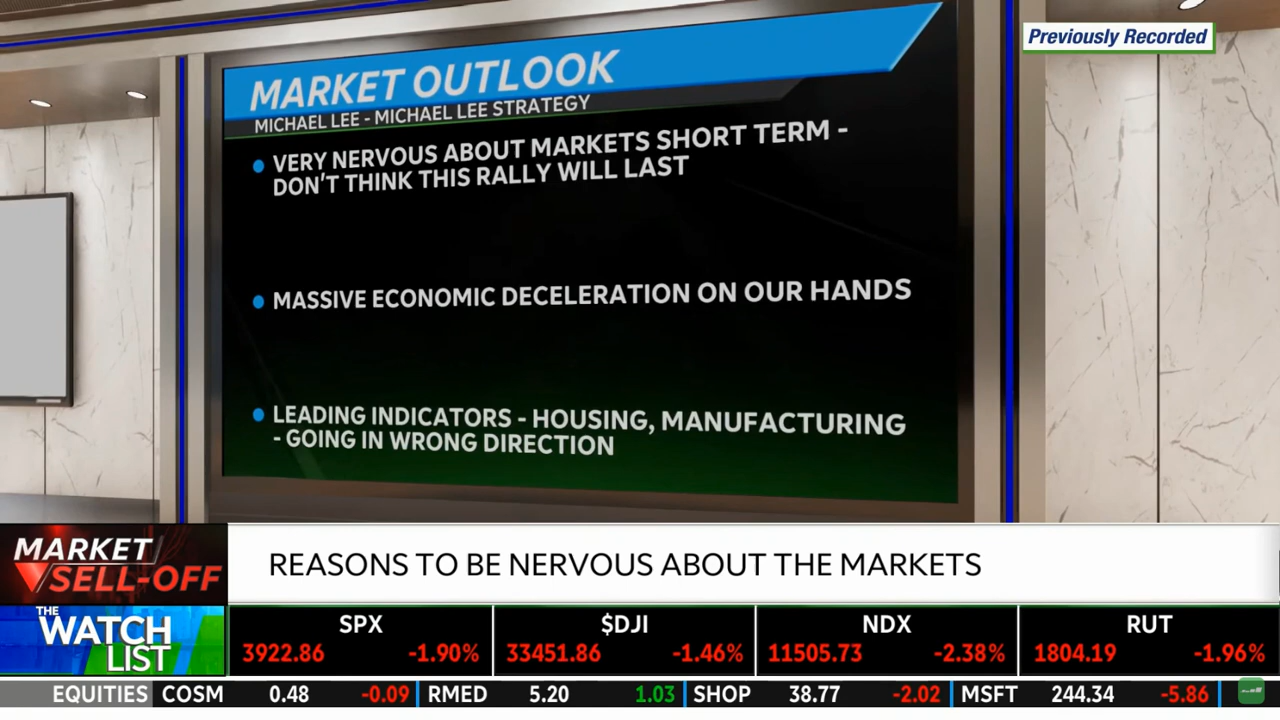 Previously Recorded
MARKET OUTLOOK
MICHAEL LEE - MICHAEL LEE STRATEGY
VERY NERVOUS ABOUT MARKETS SHORT TERM -
DON'T THINK THIS RALLY WILL LAST
MASSIVE ECONOMIC DECELERATION ON OUR HANDS
LEADING INDICATORS - HOUSING, MANUFACTURING
- GOING IN WRONG DIRECTION
MARKET
SELL-OFF
REASONS TO BE NERVOUS ABOUT THE MARKETS
THE
WATCH
LIST
SPX $DJI NDX RUT
3922.86 -1.90% 33451.86 -1.46% 11505.73 -2.38% 1804.19 -1.96%
EQUITIES COSM 0.48 -0.09 RMED 5.20 1.03 SHOP 38.77 -2.02 MSFT 244.34 -5.86